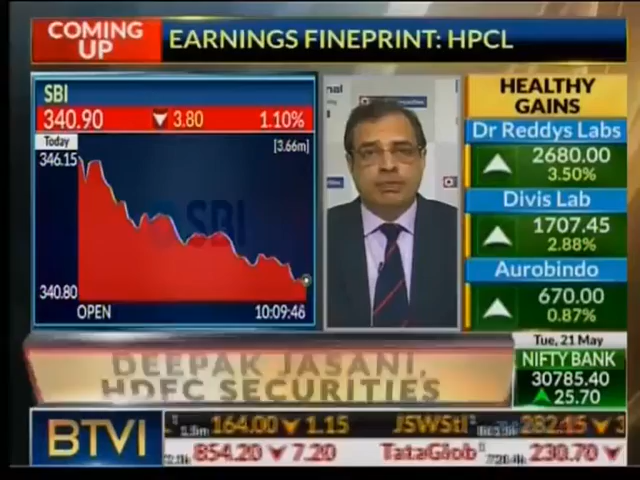 COMING UP
EARNINGS FINEPRINT: HPCL
SBI
340.90 3.80 1.10%
Today [3.66m]
346.15
SBI
340.80
OPEN 10:09:46
HEALTHY GAINS
Dr Reddys Labs
2680.00
3.50%
Divis Lab
1707.45
2.88%
Aurobindo
670.00
0.87%
DEEPAK JASANI,
HDFC SECURITIES
Tue, 21 May
NIFTY BANK
30785.40
25.70
BTVI
164.00 1.15 JSWStl 282.15
854.20 7.20 TataGlob 230.70